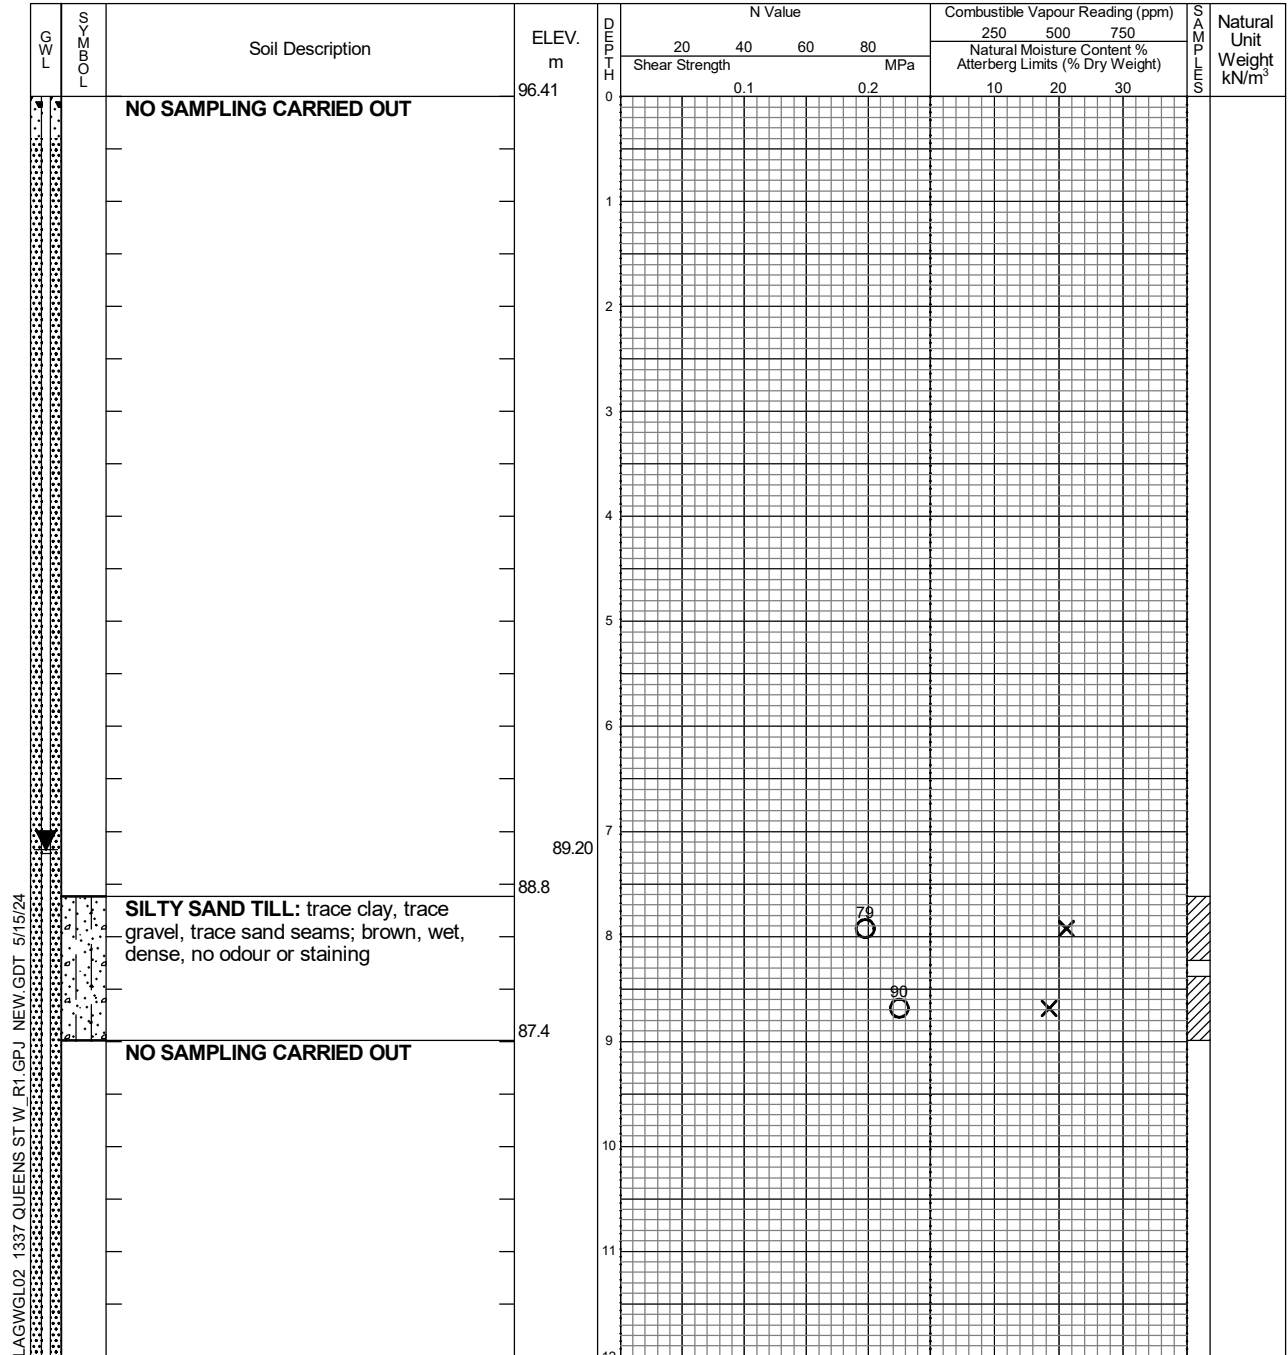 GWL
SYMBOL
Soil Description
ELEV.
m
DEPTH
N Value
20 40 60 80
Shear Strength MPa
0.1 0.2
Combustible Vapour Reading (ppm)
250 500 750
Natural Moisture Content %
Atterberg Limits (% Dry Weight)
10 20 30
SAMPLES
Natural
Unit
Weight
kN/m³
96.41
0
NO SAMPLING CARRIED OUT
1
2
3
4
5
6
7
89.20
88.8
SILTY SAND TILL: trace clay, trace
gravel, trace sand seams; brown, wet,
dense, no odour or staining
79
8
90
87.4
9
NO SAMPLING CARRIED OUT
10
11
LAGWGL02 1337 QUEENS ST W_R1.GPJ NEW.GDT 5/15/24